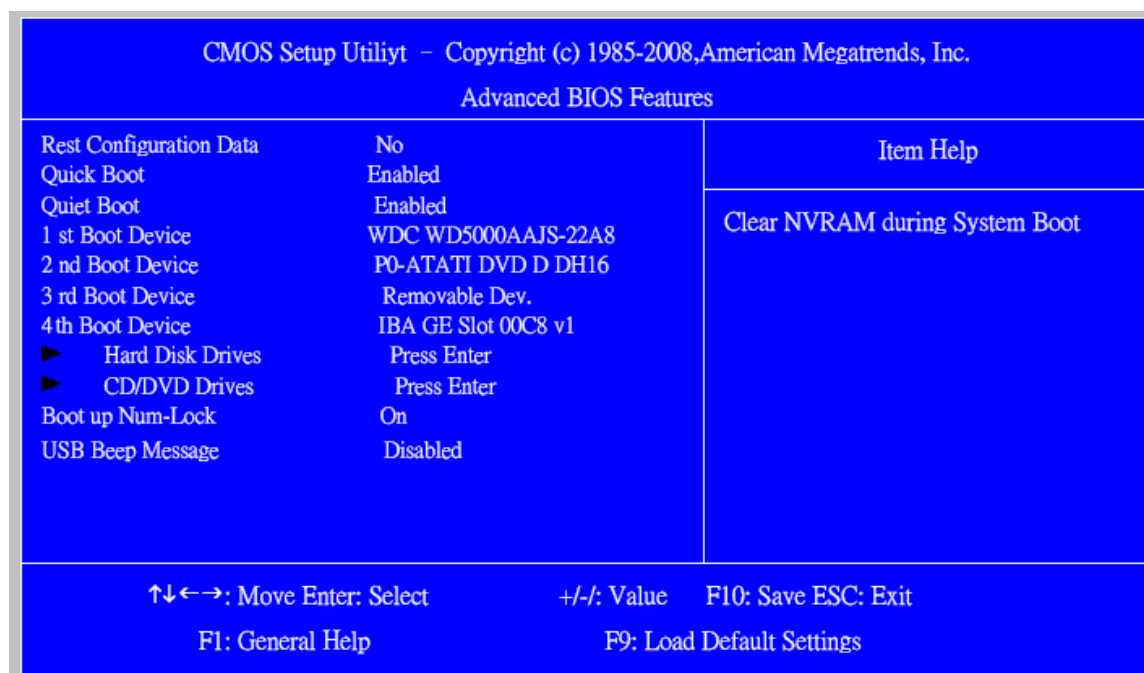 CMOS Setup Utiliyt - Copyright (c) 1985-2008,American Megatrends, Inc.
Advanced BIOS Features
Rest Configuration Data No
Quick Boot Enabled
Quiet Boot Enabled
1 st Boot Device WDC WD5000AAJS-22A8
2 nd Boot Device P0-ATATI DVD D DH16
3 rd Boot Device Removable Dev.
4th Boot Device IBA GE Slot 00C8 v1
► Hard Disk Drives Press Enter
► CD/DVD Drives Press Enter
Boot up Num-Lock On
USB Beep Message Disabled
Item Help
Clear NVRAM during System Boot
↑↓←→: Move Enter: Select +/-/: Value F10: Save ESC: Exit
F1: General Help F9: Load Default Settings